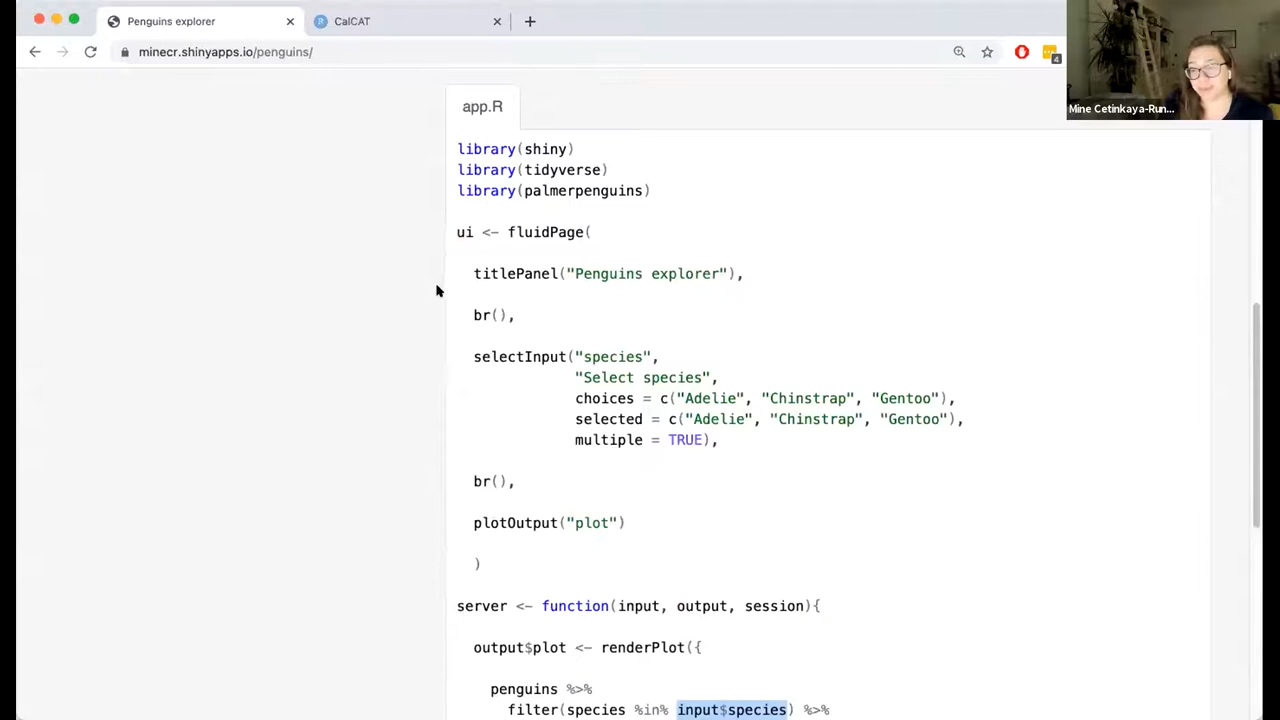 Penguins explorer
CalCAT
minecr.shinyapps.io/penguins/
4
Mine Cetinkaya-Run...
app.R
library(shiny)
library(tidyverse)
library(palmerpenguins)
ui <- fluidPage(
titlePanel("Penguins explorer"),
br(),
selectInput("species",
"Select species",
choices = c("Adelie", "Chinstrap", "Gentoo"),
selected = c("Adelie", "Chinstrap", "Gentoo"),
multiple = TRUE),
br(),
plotOutput("plot")
)
server <- function(input, output, session){
output$plot <- renderPlot({
penguins %>%
filter(species %in% input$species) %>%